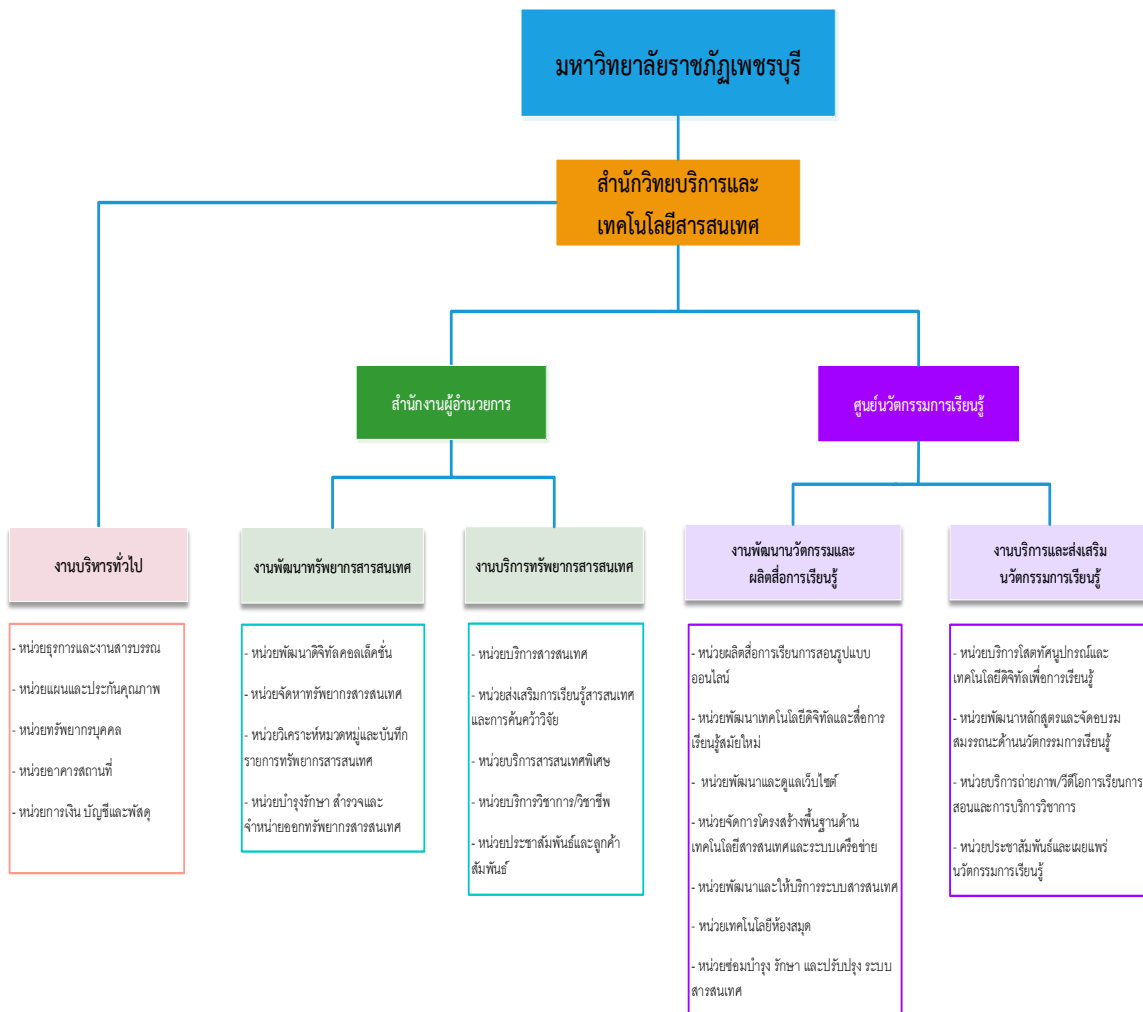 มหาวิทยาลัยราชภัฏเพชรบุรี
สำนักวิทยบริการและ
เทคโนโลยีสารสนเทศ
สำนักงานผู้อำนวยการ
ศูนย์นวัตกรรมการเรียนรู้
งานบริหารทั่วไป
- หน่วยธุรการและงานสารบรรณ
- หน่วยแผนและประกันคุณภาพ
- หน่วยทรัพยากรบุคคล
- หน่วยอาคารสถานที่
- หน่วยการเงิน บัญชีและพัสดุ
งานพัฒนาทรัพยากรสารสนเทศ
- หน่วยพัฒนาดิจิทัลคอลเล็คชั่น
- หน่วยจัดหาทรัพยากรสารสนเทศ
- หน่วยวิเคราะห์หมวดหมู่และบันทึก
รายการทรัพยากรสารสนเทศ
- หน่วยบำรุงรักษา สำรวจและ
จำหน่ายออกทรัพยากรสารสนเทศ
งานบริการทรัพยากรสารสนเทศ
- หน่วยบริการสารสนเทศ
- หน่วยส่งเสริมการเรียนรู้สารสนเทศ
และการค้นคว้าวิจัย
- หน่วยบริการสารสนเทศพิเศษ
- หน่วยบริการวิชาการ/วิชาชีพ
- หน่วยประชาสัมพันธ์และลูกค้า
สัมพันธ์
งานพัฒนานวัตกรรมและ
ผลิตสื่อการเรียนรู้
- หน่วยผลิตสื่อการเรียนการสอนรูปแบบ
ออนไลน์
- หน่วยพัฒนาเทคโนโลยีดิจิทัลและสื่อการ
เรียนรู้สมัยใหม่
- หน่วยพัฒนาและดูแลเว็บไซต์
- หน่วยจัดการโครงสร้างพื้นฐานด้าน
เทคโนโลยีสารสนเทศและระบบเครือข่าย
- หน่วยพัฒนาและให้บริการระบบสารสนเทศ
- หน่วยเทคโนโลยีห้องสมุด
- หน่วยซ่อมบำรุง รักษา และปรับปรุง ระบบ
สารสนเทศ
งานบริการและส่งเสริม
นวัตกรรมการเรียนรู้
- หน่วยบริการโสตทัศนูปกรณ์และ
เทคโนโลยีดิจิทัลเพื่อการเรียนรู้
- หน่วยพัฒนาหลักสูตรและจัดอบรม
สมรรถนะด้านนวัตกรรมการเรียนรู้
- หน่วยบริการถ่ายภาพ/วีดีโอการเรียนการ
สอนและการบริการวิชาการ
- หน่วยประชาสัมพันธ์และเผยแพร่
นวัตกรรมการเรียนรู้